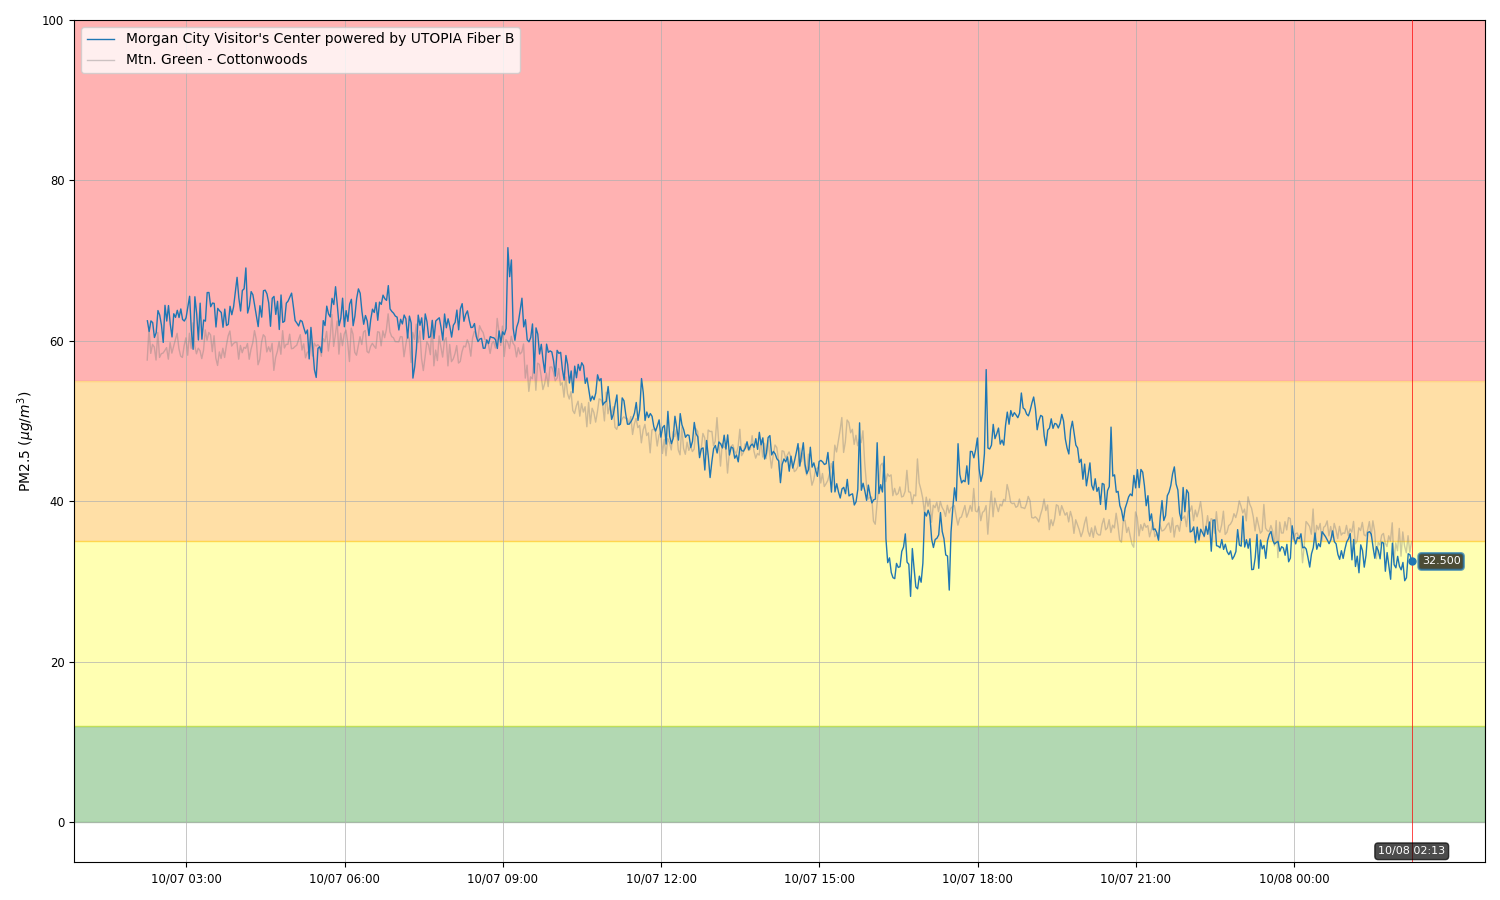 100
Morgan City Visitor's Center powered by UTOPIA Fiber B
Mtn. Green - Cottonwoods
80
60
PM2.5 (μg/m³)
40
32.500
20
0
10/08 02:13
10/07 03:00 10/07 06:00 10/07 09:00 10/07 12:00 10/07 15:00 10/07 18:00 10/07 21:00 10/08 00:00